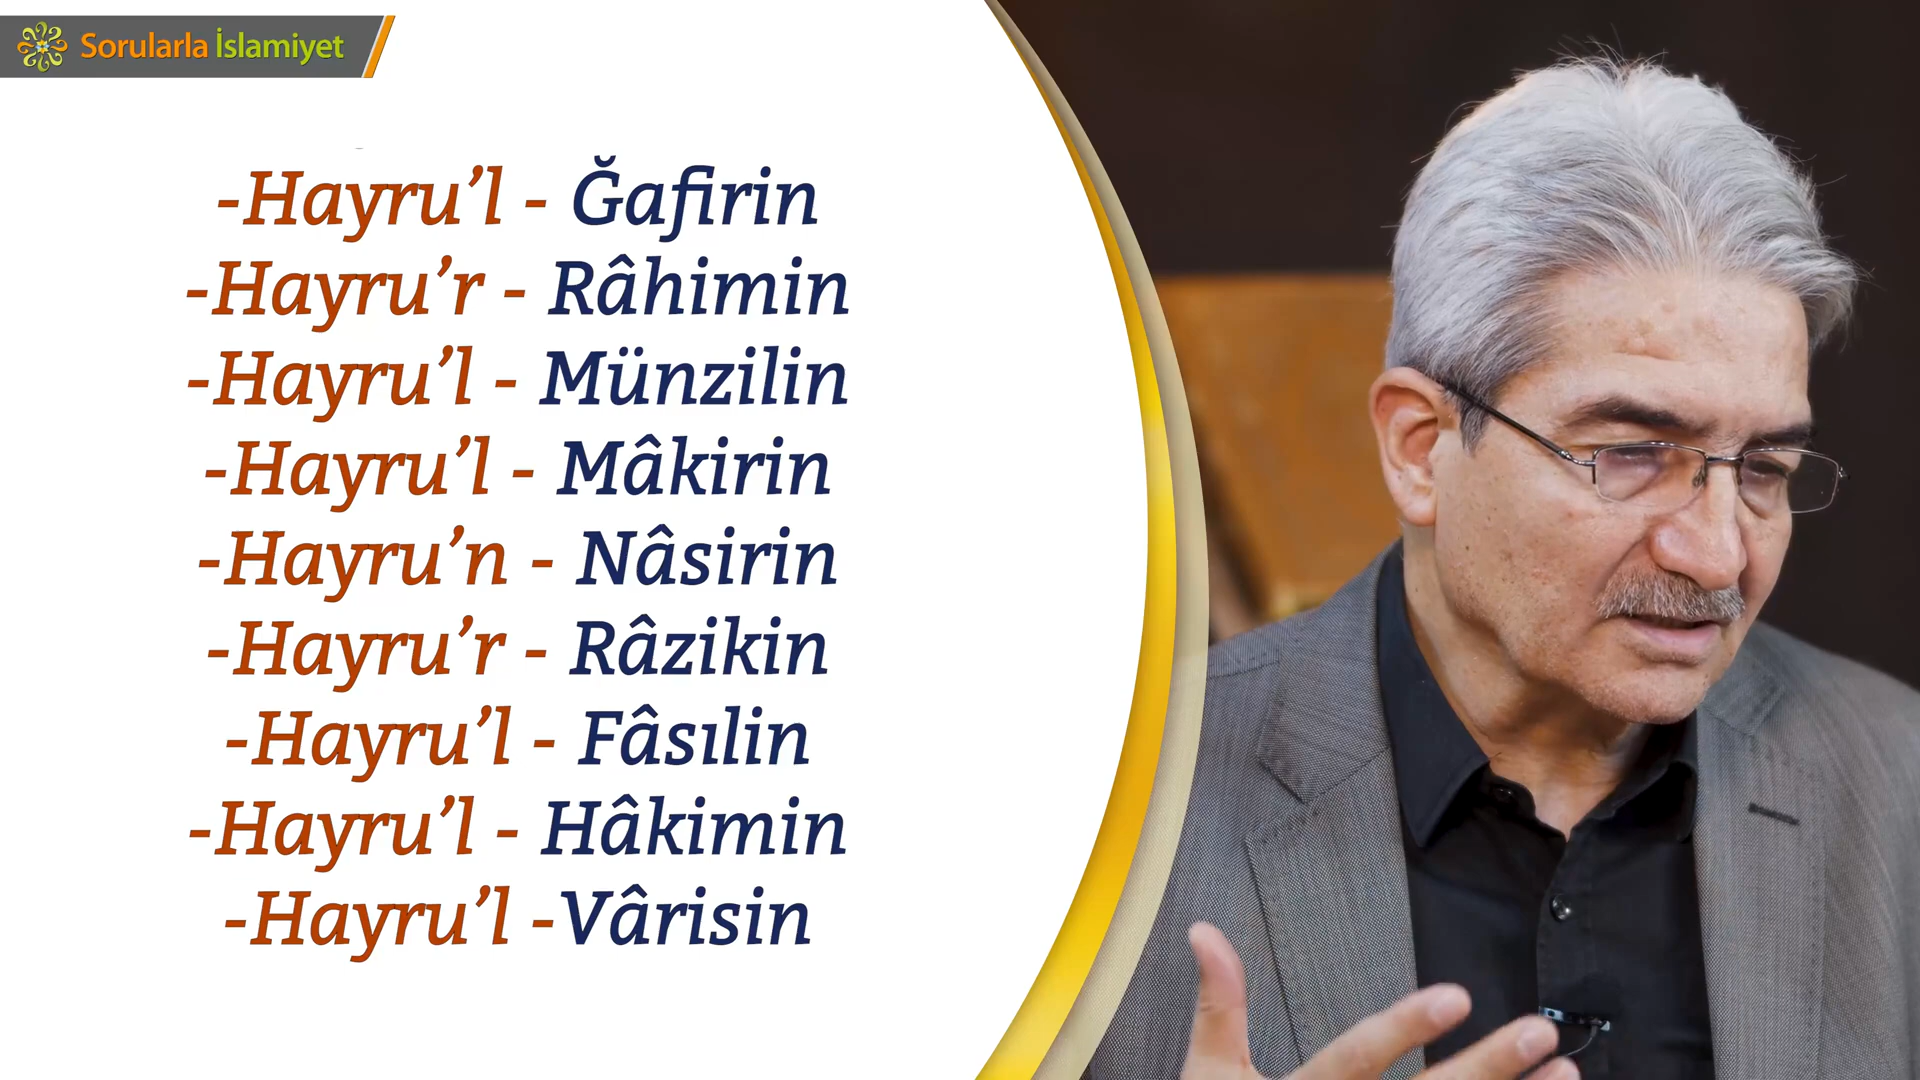 Sorularla İslamiyet
-Hayru’l - Ğafirin
-Hayru’r - Râhimin
-Hayru’l - Münzilin
-Hayru’l - Mâkirin
-Hayru’n - Nâsirin
-Hayru’r - Râzikin
-Hayru’l - Fâsılin
-Hayru’l - Hâkimin
-Hayru’l -Vârisin